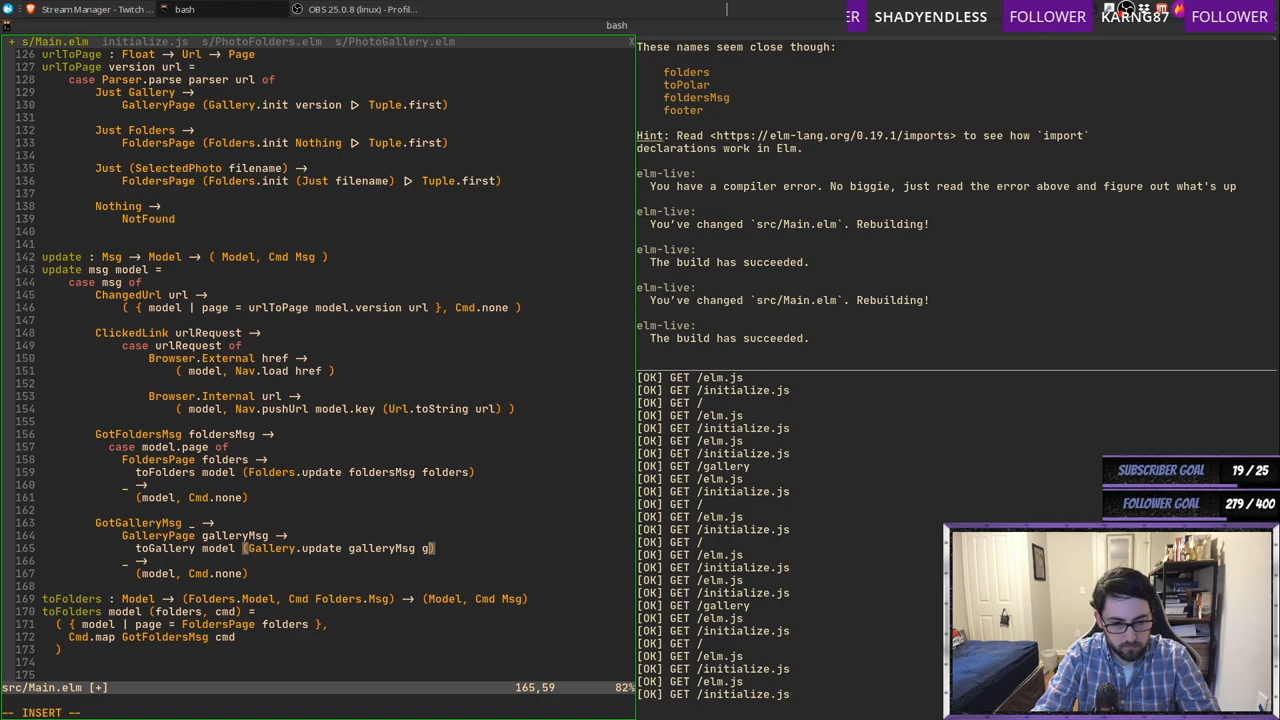 Stream Manager - Twitch ...
bash
OBS 25.0.8 (linux) - Profil...
bash
ER
SHADYENDLESS
FOLLOWER
KARNG87
FOLLOWER
+ s/Main.elm  initialize.js  s/PhotoFolders.elm  s/PhotoGallery.elm X
126 urlToPage : Float → Url → Page
127 urlToPage version url =
128     case Parser.parse parser url of
129         Just Gallery →
130             GalleryPage (Gallery.init version ▷ Tuple.first)
131
132         Just Folders →
133             FoldersPage (Folders.init Nothing ▷ Tuple.first)
134
135         Just (SelectedPhoto filename) →
136             FoldersPage (Folders.init (Just filename) ▷ Tuple.first)
137
138         Nothing →
139             NotFound
140
141
142 update : Msg → Model → ( Model, Cmd Msg )
143 update msg model =
144     case msg of
145         ChangedUrl url →
146             ( { model | page = urlToPage model.version url }, Cmd.none )
147
148         ClickedLink urlRequest →
149             case urlRequest of
150                 Browser.External href →
151                     ( model, Nav.load href )
152
153                 Browser.Internal url →
154                     ( model, Nav.pushUrl model.key (Url.toString url) )
155
156         GotFoldersMsg foldersMsg →
157           case model.page of
158             FoldersPage folders →
159               toFolders model (Folders.update foldersMsg folders)
160             _ →
161               (model, Cmd.none)
162
163         GotGalleryMsg _ →
164             GalleryPage galleryMsg →
165               toGallery model (Gallery.update galleryMsg g)
166             _ →
167               (model, Cmd.none)
168
169 toFolders : Model → (Folders.Model, Cmd Folders.Msg) → (Model, Cmd Msg)
170 toFolders model (folders, cmd) =
171   ( { model | page = FoldersPage folders },
172     Cmd.map GotFoldersMsg cmd
173   )
174
175
src/Main.elm [+] 165,59 82%
-- INSERT --
These names seem close though:
folders
toPolar
foldersMsg
footer
Hint: Read <https://elm-lang.org/0.19.1/imports> to see how `import`
declarations work in Elm.
elm-live:
You have a compiler error. No biggie, just read the error above and figure out what's up
elm-live:
You’ve changed `src/Main.elm`. Rebuilding!
elm-live:
The build has succeeded.
elm-live:
You’ve changed `src/Main.elm`. Rebuilding!
elm-live:
The build has succeeded.
[OK] GET /elm.js
[OK] GET /initialize.js
[OK] GET /
[OK] GET /elm.js
[OK] GET /initialize.js
[OK] GET /elm.js
[OK] GET /initialize.js
[OK] GET /gallery
[OK] GET /elm.js
[OK] GET /initialize.js
[OK] GET /
[OK] GET /elm.js
[OK] GET /initialize.js
[OK] GET /
[OK] GET /elm.js
[OK] GET /initialize.js
[OK] GET /elm.js
[OK] GET /initialize.js
[OK] GET /gallery
[OK] GET /elm.js
[OK] GET /initialize.js
[OK] GET /
[OK] GET /elm.js
[OK] GET /initialize.js
[OK] GET /elm.js
[OK] GET /initialize.js
SUBSCRIBER GOAL 19 / 25
FOLLOWER GOAL 279 / 400